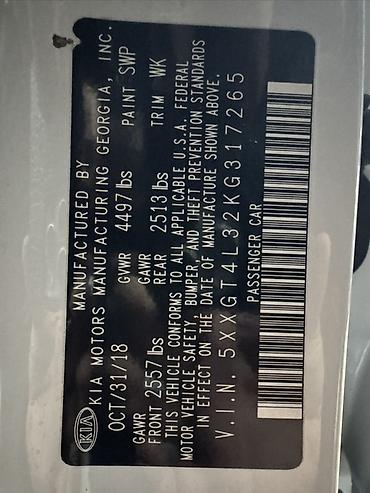 MANUFACTURED BY
KIA KIA MOTORS MANUFACTURING GEORGIA, INC.
OCT/31/18 GVWR 4497 lbs PAINT SWP
GAWR FRONT 2557 lbs GAWR REAR 2513 lbs TRIM WK
THIS VEHICLE CONFORMS TO ALL APPLICABLE U.S.A. FEDERAL
MOTOR VEHICLE SAFETY, BUMPER, AND THEFT PREVENTION STANDARDS
IN EFFECT ON THE DATE OF MANUFACTURE SHOWN ABOVE.
V.I.N. 5XXGT4L32KG317265
PASSENGER CAR